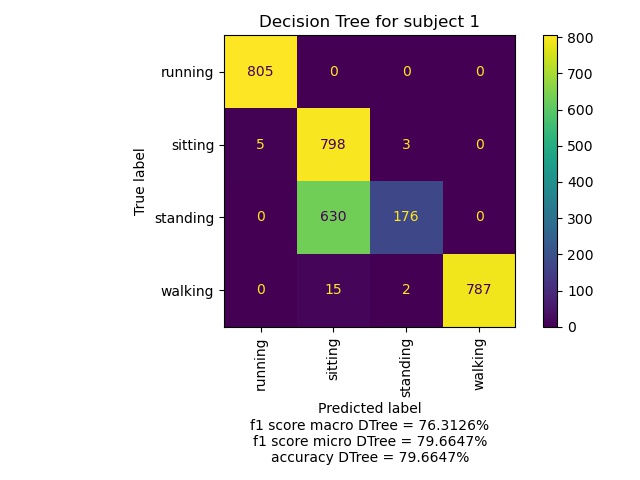 Decision Tree for subject 1
running 805 0 0 0
sitting 5 798 3 0
standing 0 630 176 0
walking 0 15 2 787
True label
running sitting standing walking
Predicted label
f1 score macro DTree = 76.3126%
f1 score micro DTree = 79.6647%
accuracy DTree = 79.6647%
800
700
600
500
400
300
200
100
0